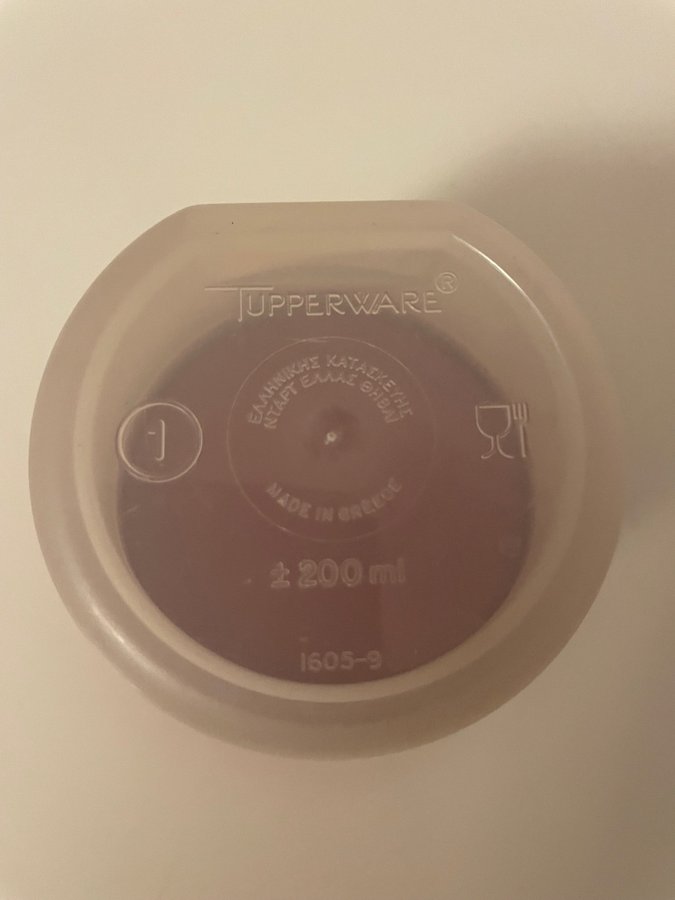 TUPPERWARE®
ΕΛΛΗΝΙΚΗΣ ΚΑΤΑΣΚΕΥΗΣ
ΝΤΑΡΤ ΕΛΛΑΣ ΘΗΒΑΙ
MADE IN GREECE
± 200 ml
1605-9